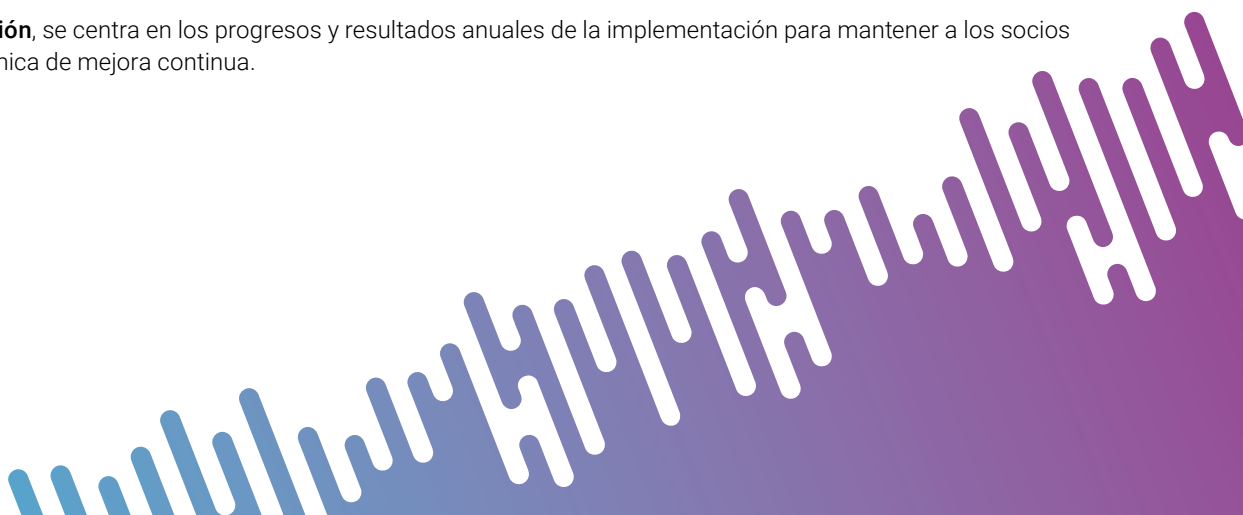 ión, se centra en los progresos y resultados anuales de la implementación para mantener a los socios
nica de mejora continua.